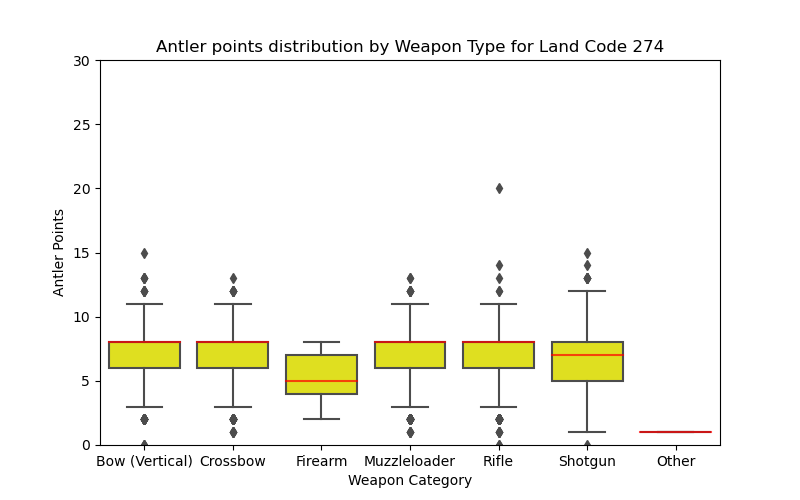 Antler points distribution by Weapon Type for Land Code 274
30
25
20
15
10
5
0
Antler Points
Bow (Vertical) Crossbow Firearm Muzzleloader Rifle Shotgun Other
Weapon Category